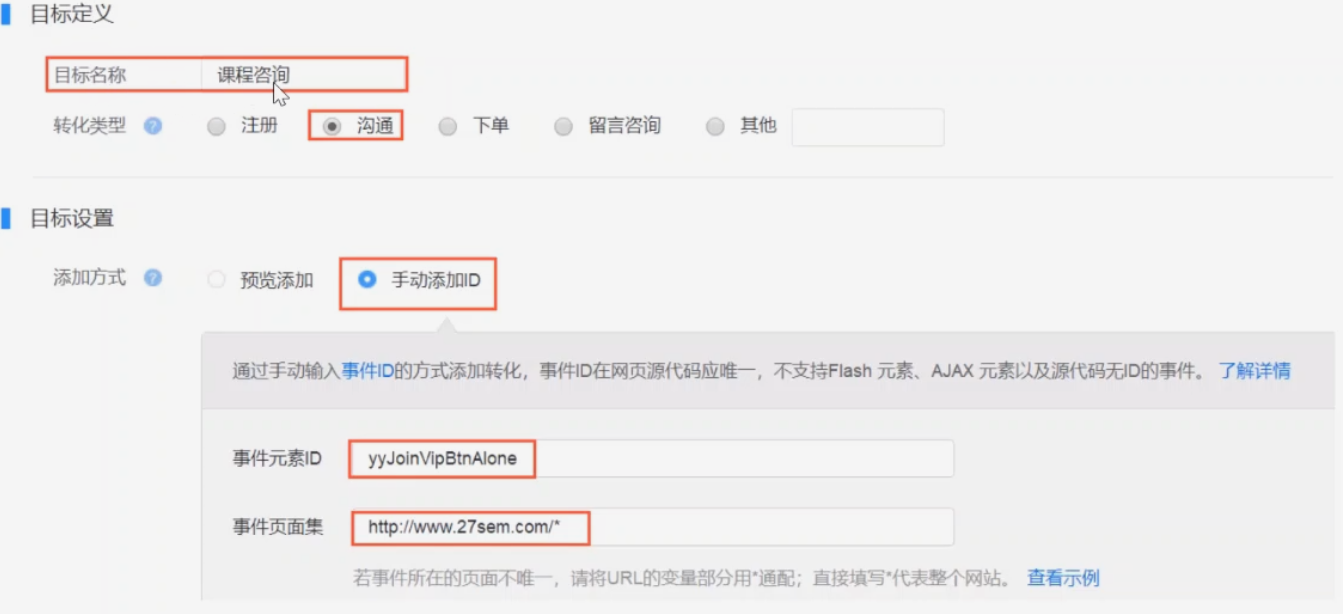 目标定义
目标名称 课程咨询
转化类型 ? 注册 沟通 下单 留言咨询 其他
目标设置
添加方式 ? 预览添加 手动添加ID
通过手动输入事件ID的方式添加转化，事件ID在网页源代码应唯一，不支持Flash 元素、AJAX 元素以及源代码无ID的事件。 了解详情
事件元素ID yyJoinVipBtnAlone
事件页面集 http://www.27sem.com/*
若事件所在的页面不唯一，请将URL的变量部分用*通配；直接填写*代表整个网站。 查看示例